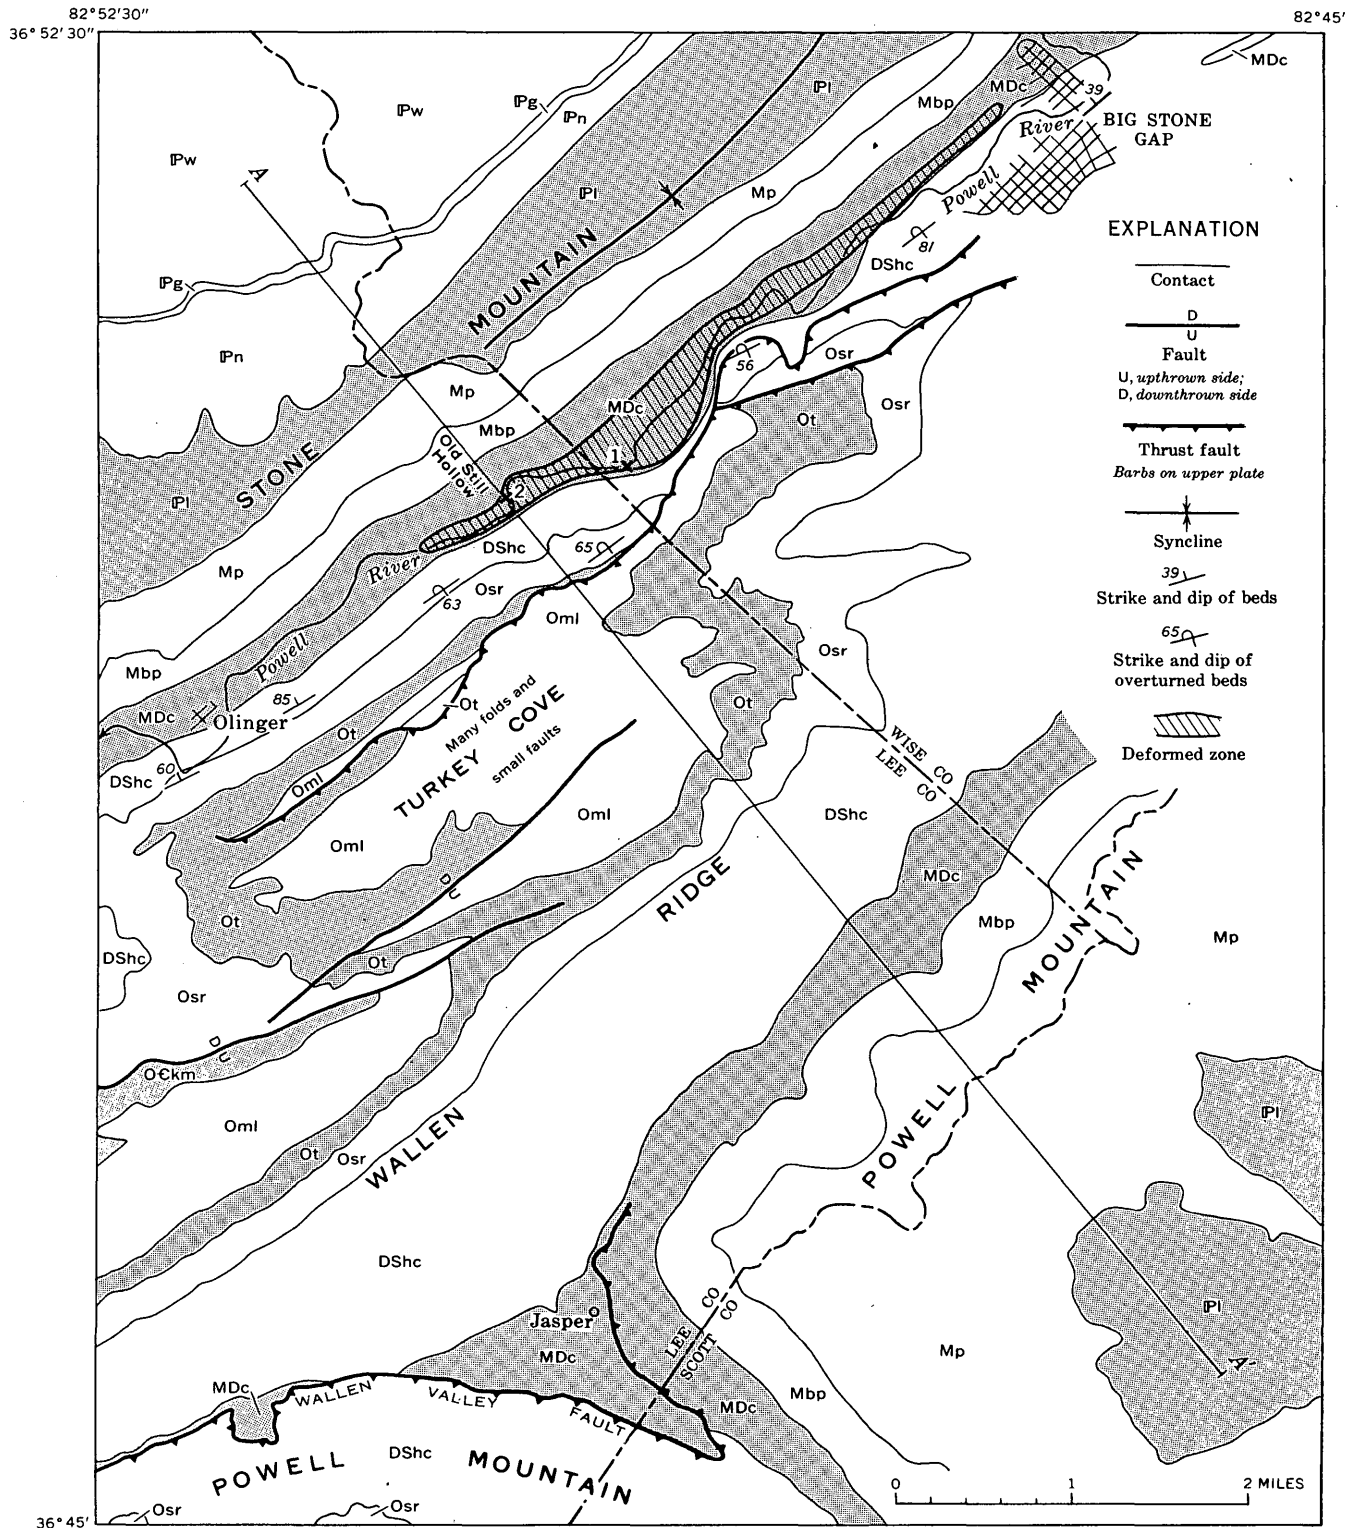 82°52'30"
82°45'
36°52'30"
MDc
ℙw
ℙg
ℙn
ℙl
Mbp
MDc
39
River
BIG STONE
GAP
ℙw
A
ℙl
Mp
Powell
81
DShc
EXPLANATION
Contact
D
U
Fault
U, upthrown side;
D, downthrown side
Thrust fault
Barbs on upper plate
Syncline
39
Strike and dip of beds
65
Strike and dip of
overturned beds
Deformed zone
ℙg
ℙn
STONE MOUNTAIN
Mp
56
Osr
MDc
Ot
Osr
Mbp
Old Still
Hollow
1
2
ℙl
DShc
65
River
63
Osr
Mp
Oml
Osr
Mbp
Powell
85
MDc
Olinger
Ot
Ot
Many folds and
small faults
TURKEY COVE
Ot
WISE CO
LEE CO
60
DShc
Oml
Oml
Oml
DShc
D
U
RIDGE
MDc
Mbp
MOUNTAIN
Mp
Ot
DShc
Ot
Osr
D
U
O€km
Oml
WALLEN
Ot
Osr
POWELL
ℙl
DShc
ℙl
Jasper
MDc
LEE CO
SCOTT CO
Mp
A'
MDc
WALLEN VALLEY FAULT
MDc
Mbp
DShc
POWELL MOUNTAIN
Osr
Osr
0 1 2 MILES
36°45'